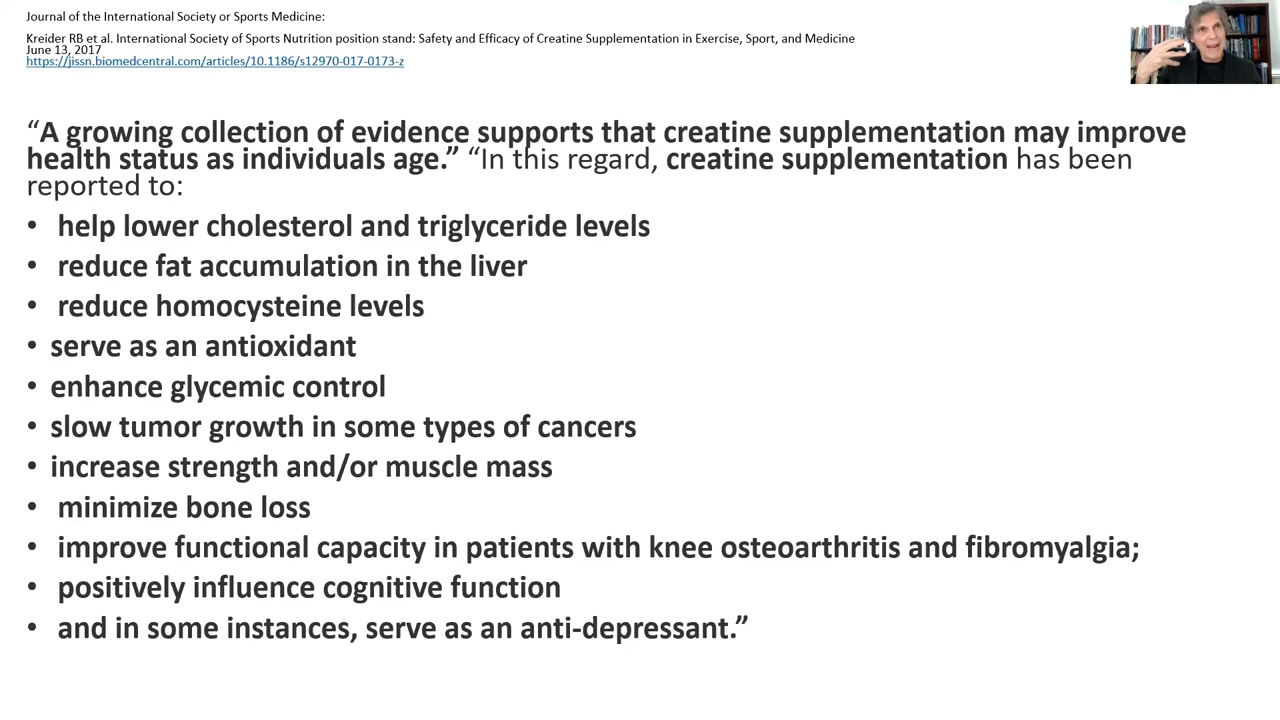 Journal of the International Society or Sports Medicine:
Kreider RB et al. International Society of Sports Nutrition position stand: Safety and Efficacy of Creatine Supplementation in Exercise, Sport, and Medicine
June 13, 2017
https://jissn.biomedcentral.com/articles/10.1186/s12970-017-0173-z
“A growing collection of evidence supports that creatine supplementation may improve
health status as individuals age.” “In this regard, creatine supplementation has been
reported to:
• help lower cholesterol and triglyceride levels
• reduce fat accumulation in the liver
• reduce homocysteine levels
• serve as an antioxidant
• enhance glycemic control
• slow tumor growth in some types of cancers
• increase strength and/or muscle mass
• minimize bone loss
• improve functional capacity in patients with knee osteoarthritis and fibromyalgia;
• positively influence cognitive function
• and in some instances, serve as an anti-depressant.”